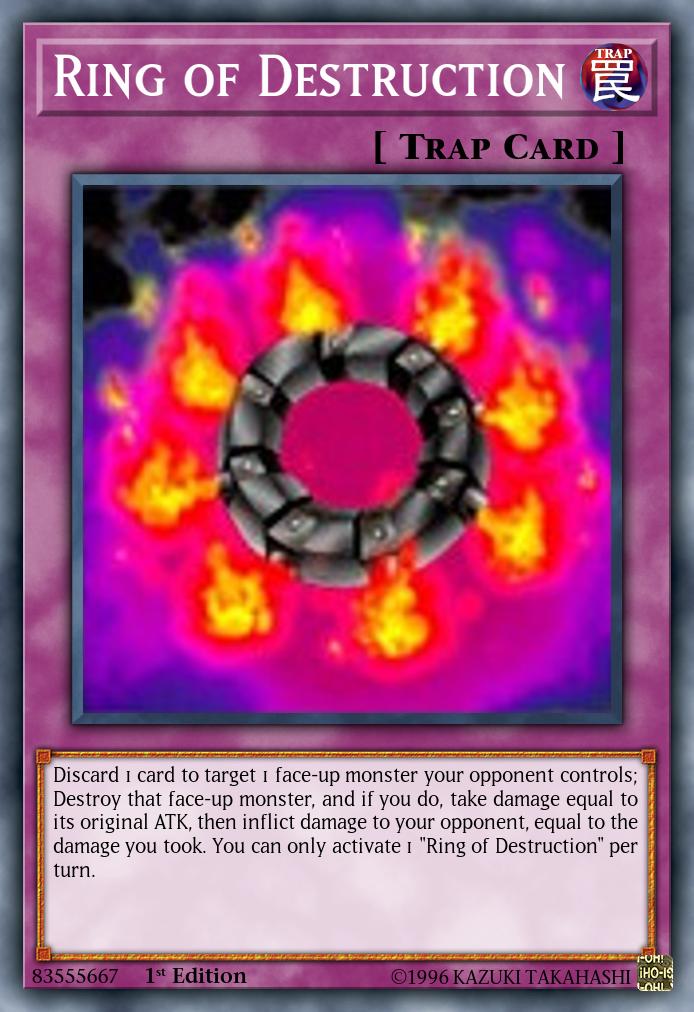 Ring of Destruction
TRAP
罠
[ Trap Card ]
Discard 1 card to target 1 face-up monster your opponent controls;
Destroy that face-up monster, and if you do, take damage equal to
its original ATK, then inflict damage to your opponent, equal to the
damage you took. You can only activate 1 "Ring of Destruction" per
turn.
83555667 1st Edition ©1996 KAZUKI TAKAHASHI